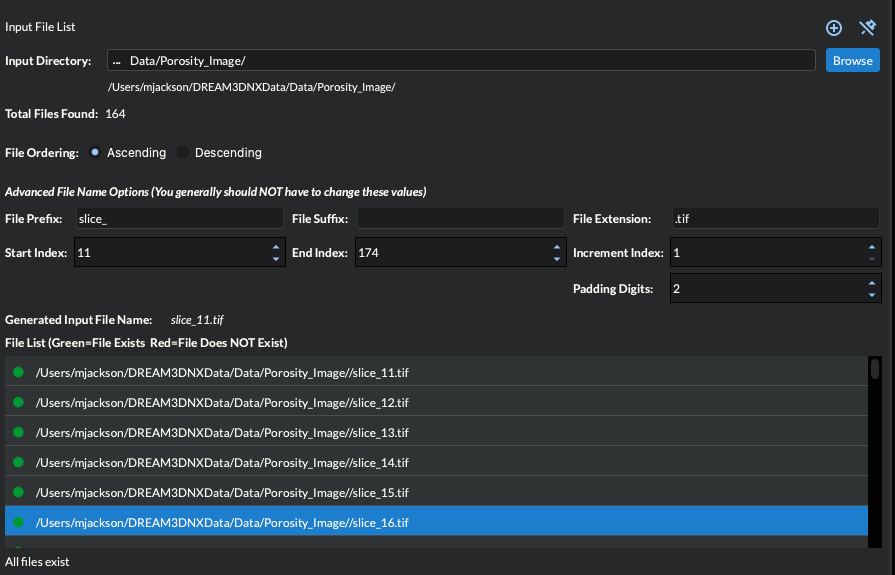 Input File List
Input Directory: ... Data/Porosity_Image/ Browse
/Users/mjackson/DREAM3DNXData/Data/Porosity_Image/
Total Files Found: 164
File Ordering: Ascending Descending
Advanced File Name Options (You generally should NOT have to change these values)
File Prefix: slice_ File Suffix: File Extension: .tif
Start Index: 11 End Index: 174 Increment Index: 1
Padding Digits: 2
Generated Input File Name: slice_11.tif
File List (Green=File Exists Red=File Does NOT Exist)
/Users/mjackson/DREAM3DNXData/Data/Porosity_Image//slice_11.tif
/Users/mjackson/DREAM3DNXData/Data/Porosity_Image//slice_12.tif
/Users/mjackson/DREAM3DNXData/Data/Porosity_Image//slice_13.tif
/Users/mjackson/DREAM3DNXData/Data/Porosity_Image//slice_14.tif
/Users/mjackson/DREAM3DNXData/Data/Porosity_Image//slice_15.tif
/Users/mjackson/DREAM3DNXData/Data/Porosity_Image//slice_16.tif
All files exist